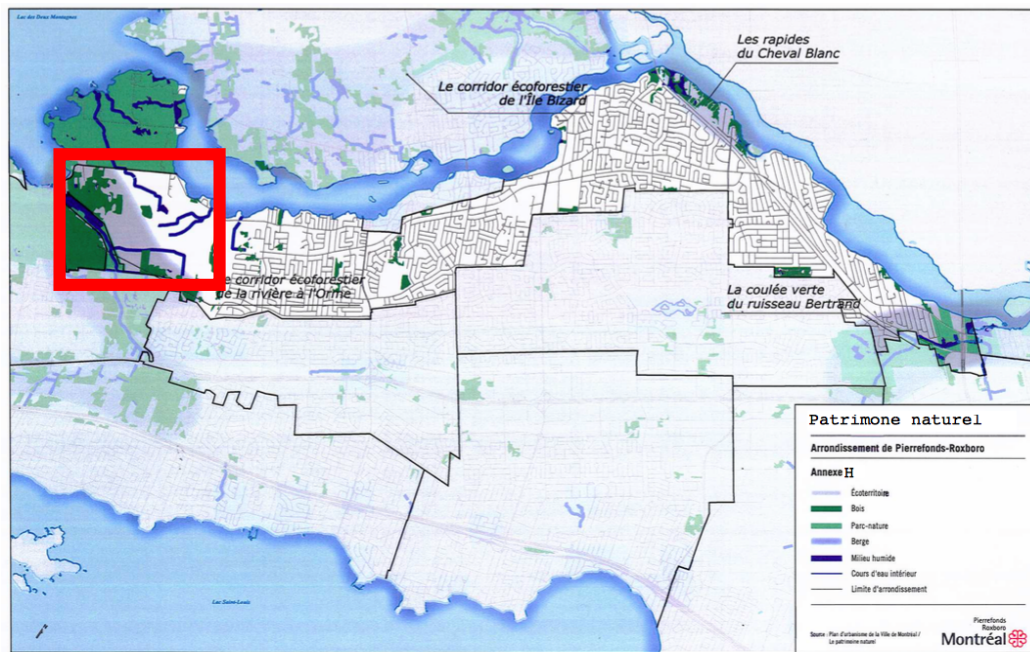 Lac des Deux Montagnes
Les rapides
du Cheval Blanc
Le corridor écoforestier
de l'Île Bizard
Le corridor écoforestier
de la rivière à l'Orme
La coulée verte
du ruisseau Bertrand
Lac Saint-Louis
Patrimone naturel
Arrondissement de Pierrefonds-Roxboro
Annexe H
Écoterritoire
Bois
Parc-nature
Berge
Milieu humide
Cours d'eau intérieur
Limite d'arrondissement
Source : Plan d'urbanisme de la Ville de Montréal /
Le patrimoine naturel
Pierrefonds
Roxboro
Montréal